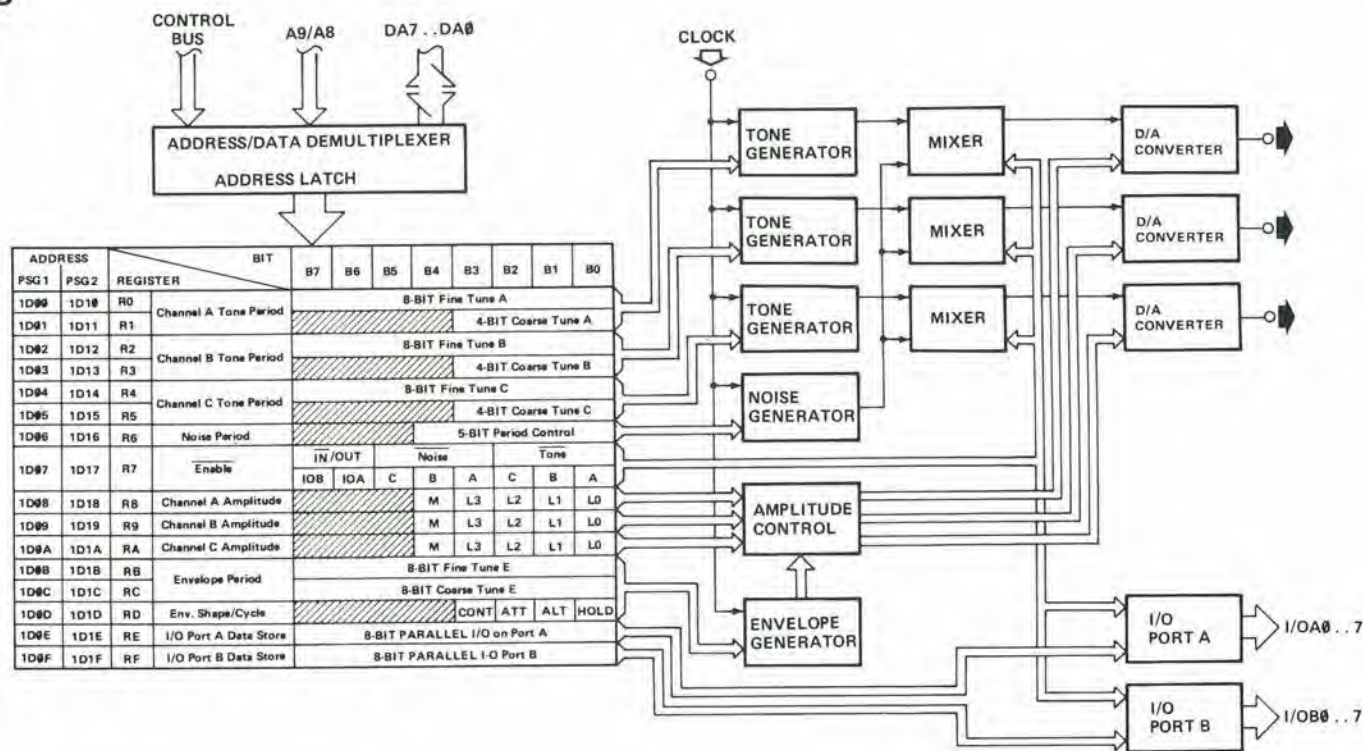 CONTROL BUS
A9/A8
DA7 . . DAø
CLOCK
ADDRESS/DATA DEMULTIPLEXER
ADDRESS LATCH
TONE GENERATOR
MIXER
D/A CONVERTER
TONE GENERATOR
MIXER
D/A CONVERTER
TONE GENERATOR
MIXER
D/A CONVERTER
NOISE GENERATOR
AMPLITUDE CONTROL
ENVELOPE GENERATOR
I/O PORT A
I/OAø . . 7
I/O PORT B
I/OBø . . 7
ADDRESS BIT
PSG1 PSG2 REGISTER B7 B6 B5 B4 B3 B2 B1 B0
1Døø 1D1ø R0 Channel A Tone Period 8-BIT Fine Tune A
1Dø1 1D11 R1 4-BIT Coarse Tune A
1Dø2 1D12 R2 Channel B Tone Period 8-BIT Fine Tune B
1Dø3 1D13 R3 4-BIT Coarse Tune B
1Dø4 1D14 R4 Channel C Tone Period 8-BIT Fine Tune C
1Dø5 1D15 R5 4-BIT Coarse Tune C
1Dø6 1D16 R6 Noise Period 5-BIT Period Control
1Dø7 1D17 R7 Enable IN/OUT Noise Tone
IOB IOA C B A C B A
1Dø8 1D18 R8 Channel A Amplitude M L3 L2 L1 L0
1Dø9 1D19 R9 Channel B Amplitude M L3 L2 L1 L0
1DøA 1D1A RA Channel C Amplitude M L3 L2 L1 L0
1DøB 1D1B RB Envelope Period 8-BIT Fine Tune E
1DøC 1D1C RC 8-BIT Coarse Tune E
1DøD 1D1D RD Env. Shape/Cycle CONT ATT ALT HOLD
1DøE 1D1E RE I/O Port A Data Store 8-BIT PARALLEL I/O on Port A
1DøF 1D1F RF I/O Port B Data Store 8-BIT PARALLEL I-O Port B